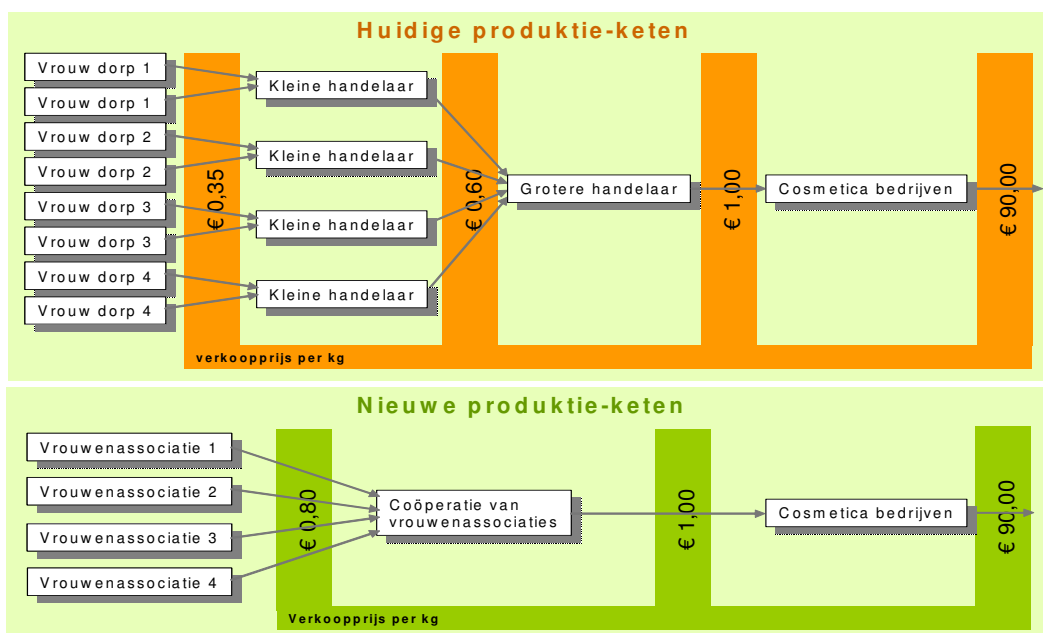 Huidige produktie-keten
Vrouw dorp 1
Vrouw dorp 1
Vrouw dorp 2
Vrouw dorp 2
Vrouw dorp 3
Vrouw dorp 3
Vrouw dorp 4
Vrouw dorp 4
€ 0,35
Kleine handelaar
Kleine handelaar
Kleine handelaar
Kleine handelaar
€ 0,60
Grotere handelaar
€ 1,00
Cosmetica bedrijven
€ 90,00
verkoopprijs per kg
Nieuwe produktie-keten
Vrouwenassociatie 1
Vrouwenassociatie 2
Vrouwenassociatie 3
Vrouwenassociatie 4
€ 0,80
Coöperatie van
vrouwenassociaties
€ 1,00
Cosmetica bedrijven
€ 90,00
Verkoopprijs per kg